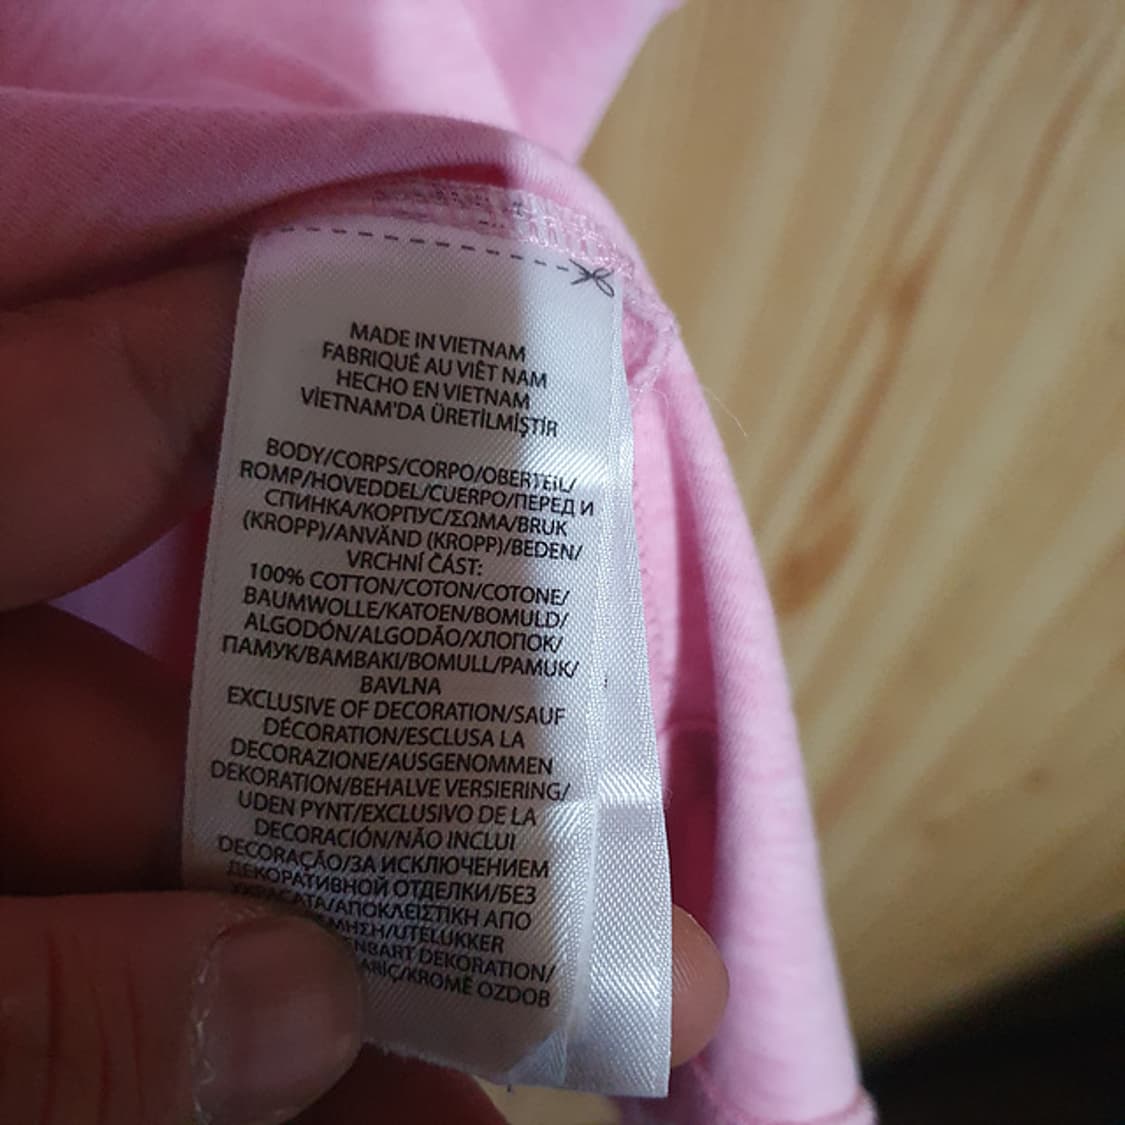 MADE IN VIETNAM
FABRIQUÉ AU VIÊT NAM
HECHO EN VIETNAM
VİETNAM'DA ÜRETİLMİŞTİR
BODY/CORPS/CORPO/OBERTEIL/
ROMP/HOVEDDEL/CUERPO/ПЕРЕД И
СПИНКА/КОРПУС/ΣΩΜΑ/BRUK
(KROPP)/ANVÄND (KROPP)/BEDEN/
VRCHNÍ ČÁST:
100% COTTON/COTON/COTONE/
BAUMWOLLE/KATOEN/BOMULD/
ALGODÓN/ALGODÃO/ХЛОПОК/
ПАМУК/BAMBAKI/BOMULL/PAMUK/
BAVLNA
EXCLUSIVE OF DECORATION/SAUF
DÉCORATION/ESCLUSA LA
DECORAZIONE/AUSGENOMMEN
DEKORATION/BEHALVE VERSIERING/
UDEN PYNT/EXCLUSIVO DE LA
DECORACIÓN/NÃO INCLUI
DECORAÇÃO/ЗА ИСКЛЮЧЕНИЕМ
ДЕКОРАТИВНОЙ ОТДЕЛКИ/БЕЗ
ΑΠΟΚΛΕΙΣΤΙΚΗ ΑΠΟ
UTELUKKER
DEKORATION/
KROMĚ OZDOB